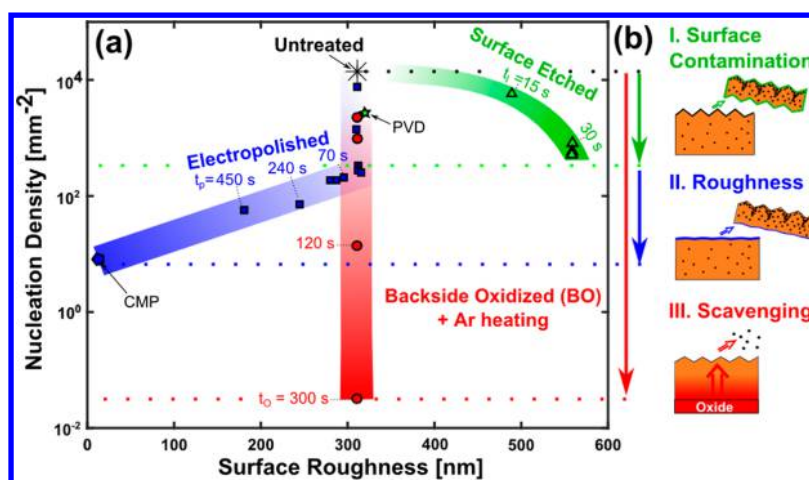 (a)
Untreated
Surface Etched
t_i=15 s
30 s
PVD
Electropolished
70 s
240 s
t_p=450 s
CMP
120 s
Backside Oxidized (BO)
+ Ar heating
t_O = 300 s
Nucleation Density [mm^-2]
10^4
10^2
10^0
10^-2
0 100 200 300 400 500 600
Surface Roughness [nm]
(b)
I. Surface
Contamination
II. Roughness
III. Scavenging
Oxide